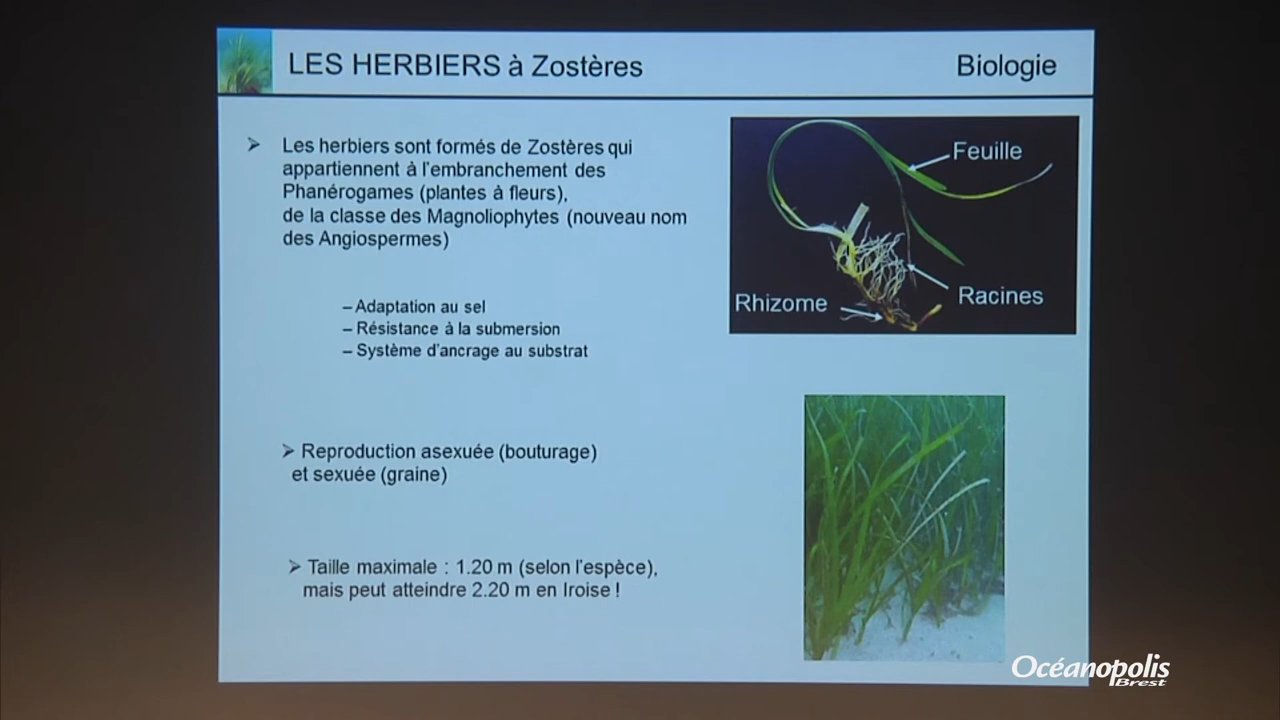 LES HERBIERS à Zostères
Biologie
➢ Les herbiers sont formés de Zostères qui
appartiennent à l'embranchement des
Phanérogames (plantes à fleurs),
de la classe des Magnoliophytes (nouveau nom
des Angiospermes)
– Adaptation au sel
– Résistance à la submersion
– Système d'ancrage au substrat
➢ Reproduction asexuée (bouturage)
et sexuée (graine)
➢ Taille maximale : 1.20 m (selon l'espèce),
mais peut atteindre 2.20 m en Iroise !
Feuille
Racines
Rhizome
Océanopolis
Brest